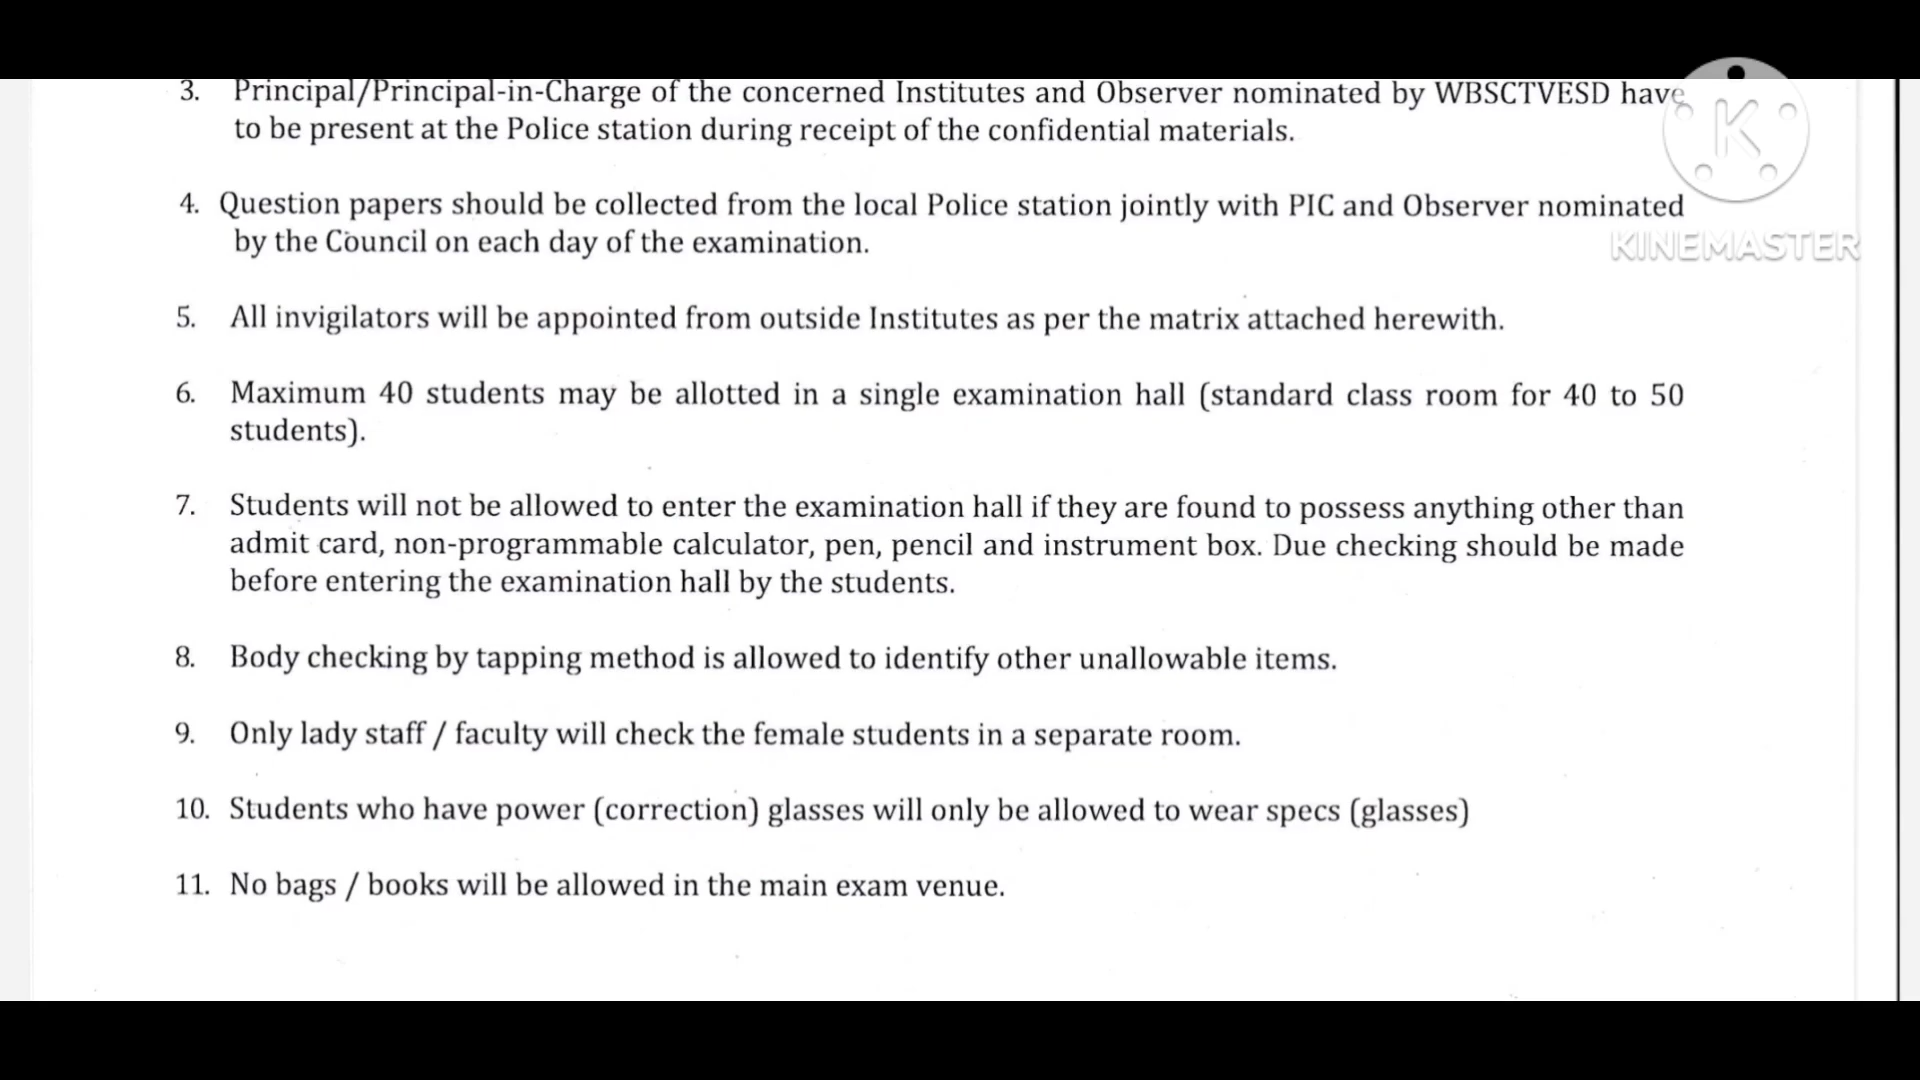 3. Principal/Principal-in-Charge of the concerned Institutes and Observer nominated by WBSCTVESD have
to be present at the Police station during receipt of the confidential materials.
4. Question papers should be collected from the local Police station jointly with PIC and Observer nominated
by the Council on each day of the examination.
5. All invigilators will be appointed from outside Institutes as per the matrix attached herewith.
6. Maximum 40 students may be allotted in a single examination hall (standard class room for 40 to 50
students).
7. Students will not be allowed to enter the examination hall if they are found to possess anything other than
admit card, non-programmable calculator, pen, pencil and instrument box. Due checking should be made
before entering the examination hall by the students.
8. Body checking by tapping method is allowed to identify other unallowable items.
9. Only lady staff / faculty will check the female students in a separate room.
10. Students who have power (correction) glasses will only be allowed to wear specs (glasses)
11. No bags / books will be allowed in the main exam venue.
K
KINEMASTER